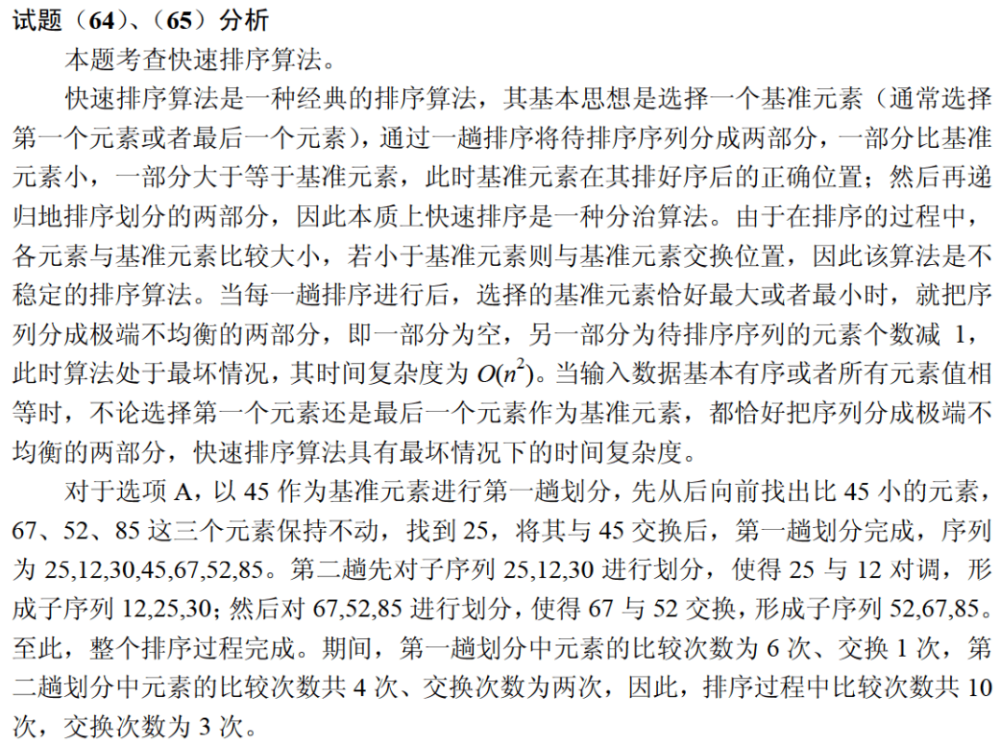 试题（64）、（65）分析
本题考查快速排序算法。
快速排序算法是一种经典的排序算法，其基本思想是选择一个基准元素（通常选择
第一个元素或者最后一个元素），通过一趟排序将待排序序列分成两部分，一部分比基准
元素小，一部分大于等于基准元素，此时基准元素在其排好序后的正确位置；然后再递
归地排序划分的两部分，因此本质上快速排序是一种分治算法。由于在排序的过程中，
各元素与基准元素比较大小，若小于基准元素则与基准元素交换位置，因此该算法是不
稳定的排序算法。当每一趟排序进行后，选择的基准元素恰好最大或者最小时，就把序
列分成极端不均衡的两部分，即一部分为空，另一部分为待排序序列的元素个数减 1，
此时算法处于最坏情况，其时间复杂度为 O(n²)。当输入数据基本有序或者所有元素值相
等时，不论选择第一个元素还是最后一个元素作为基准元素，都恰好把序列分成极端不
均衡的两部分，快速排序算法具有最坏情况下的时间复杂度。
对于选项 A，以 45 作为基准元素进行第一趟划分，先从后向前找出比 45 小的元素，
67、52、85 这三个元素保持不动，找到 25，将其与 45 交换后，第一趟划分完成，序列
为 25,12,30,45,67,52,85。第二趟先对子序列 25,12,30 进行划分，使得 25 与 12 对调，形
成子序列 12,25,30；然后对 67,52,85 进行划分，使得 67 与 52 交换，形成子序列 52,67,85。
至此，整个排序过程完成。期间，第一趟划分中元素的比较次数为 6 次、交换 1 次，第
二趟划分中元素的比较次数共 4 次、交换次数为两次，因此，排序过程中比较次数共 10
次，交换次数为 3 次。